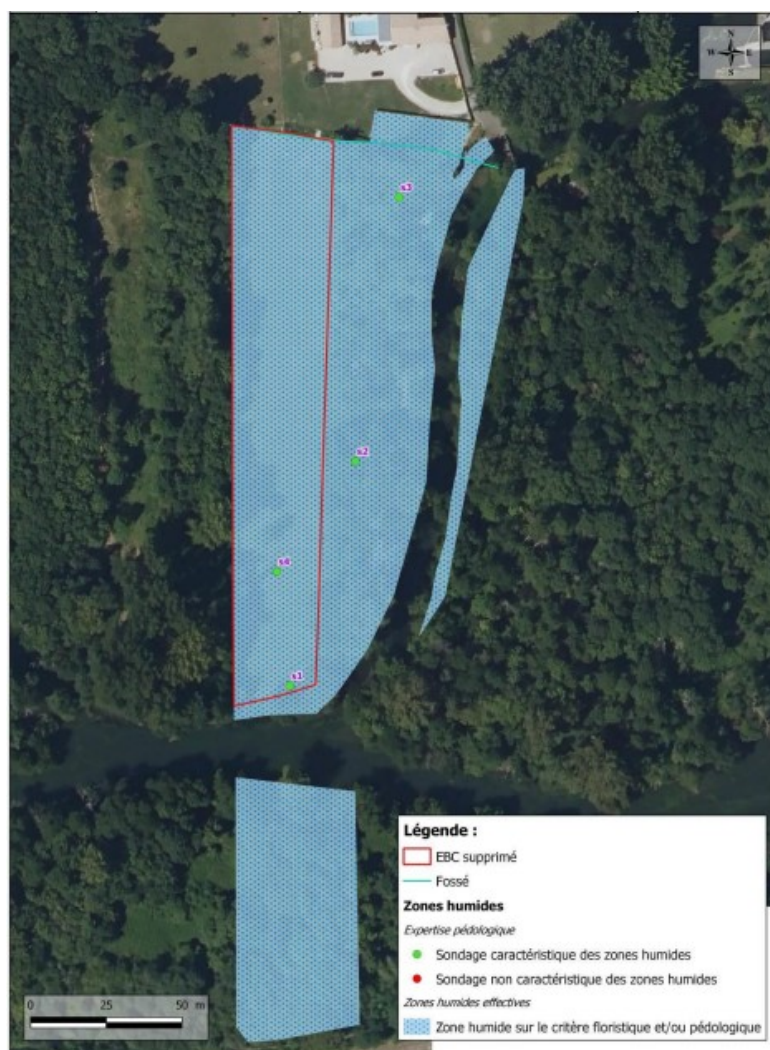 N
W E
S
s3
s2
s4
s1
Légende :
EBC supprimé
Fossé
Zones humides
Expertise pédologique
Sondage caractéristique des zones humides
Sondage non caractéristique des zones humides
Zones humides effectives
Zone humide sur le critère floristique et/ou pédologique
0 25 50 m